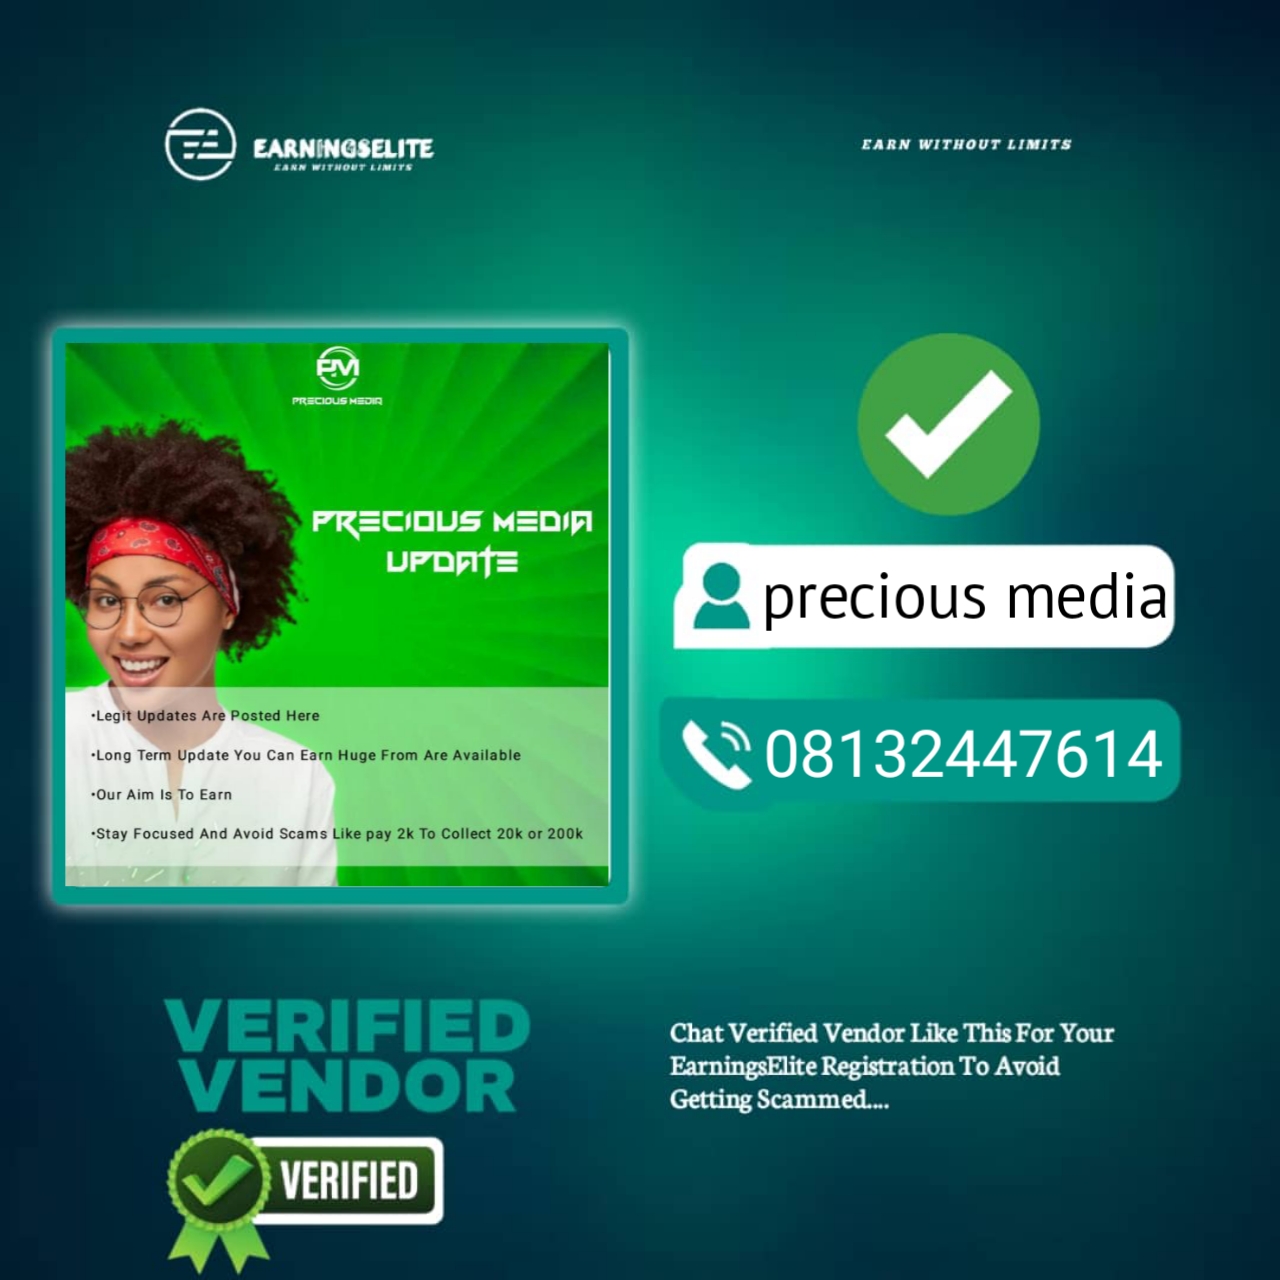 EARNINGSELITE
EARN WITHOUT LIMITS
EARN WITHOUT LIMITS
PM
PRECIOUS MEDIA
PRECIOUS MEDIA
UPDATE
•Legit Updates Are Posted Here
•Long Term Update You Can Earn Huge From Are Available
•Our Aim Is To Earn
•Stay Focused And Avoid Scams Like pay 2k To Collect 20k or 200k
precious media
08132447614
VERIFIED
VENDOR
VERIFIED
Chat Verified Vendor Like This For Your
EarningsElite Registration To Avoid
Getting Scammed....